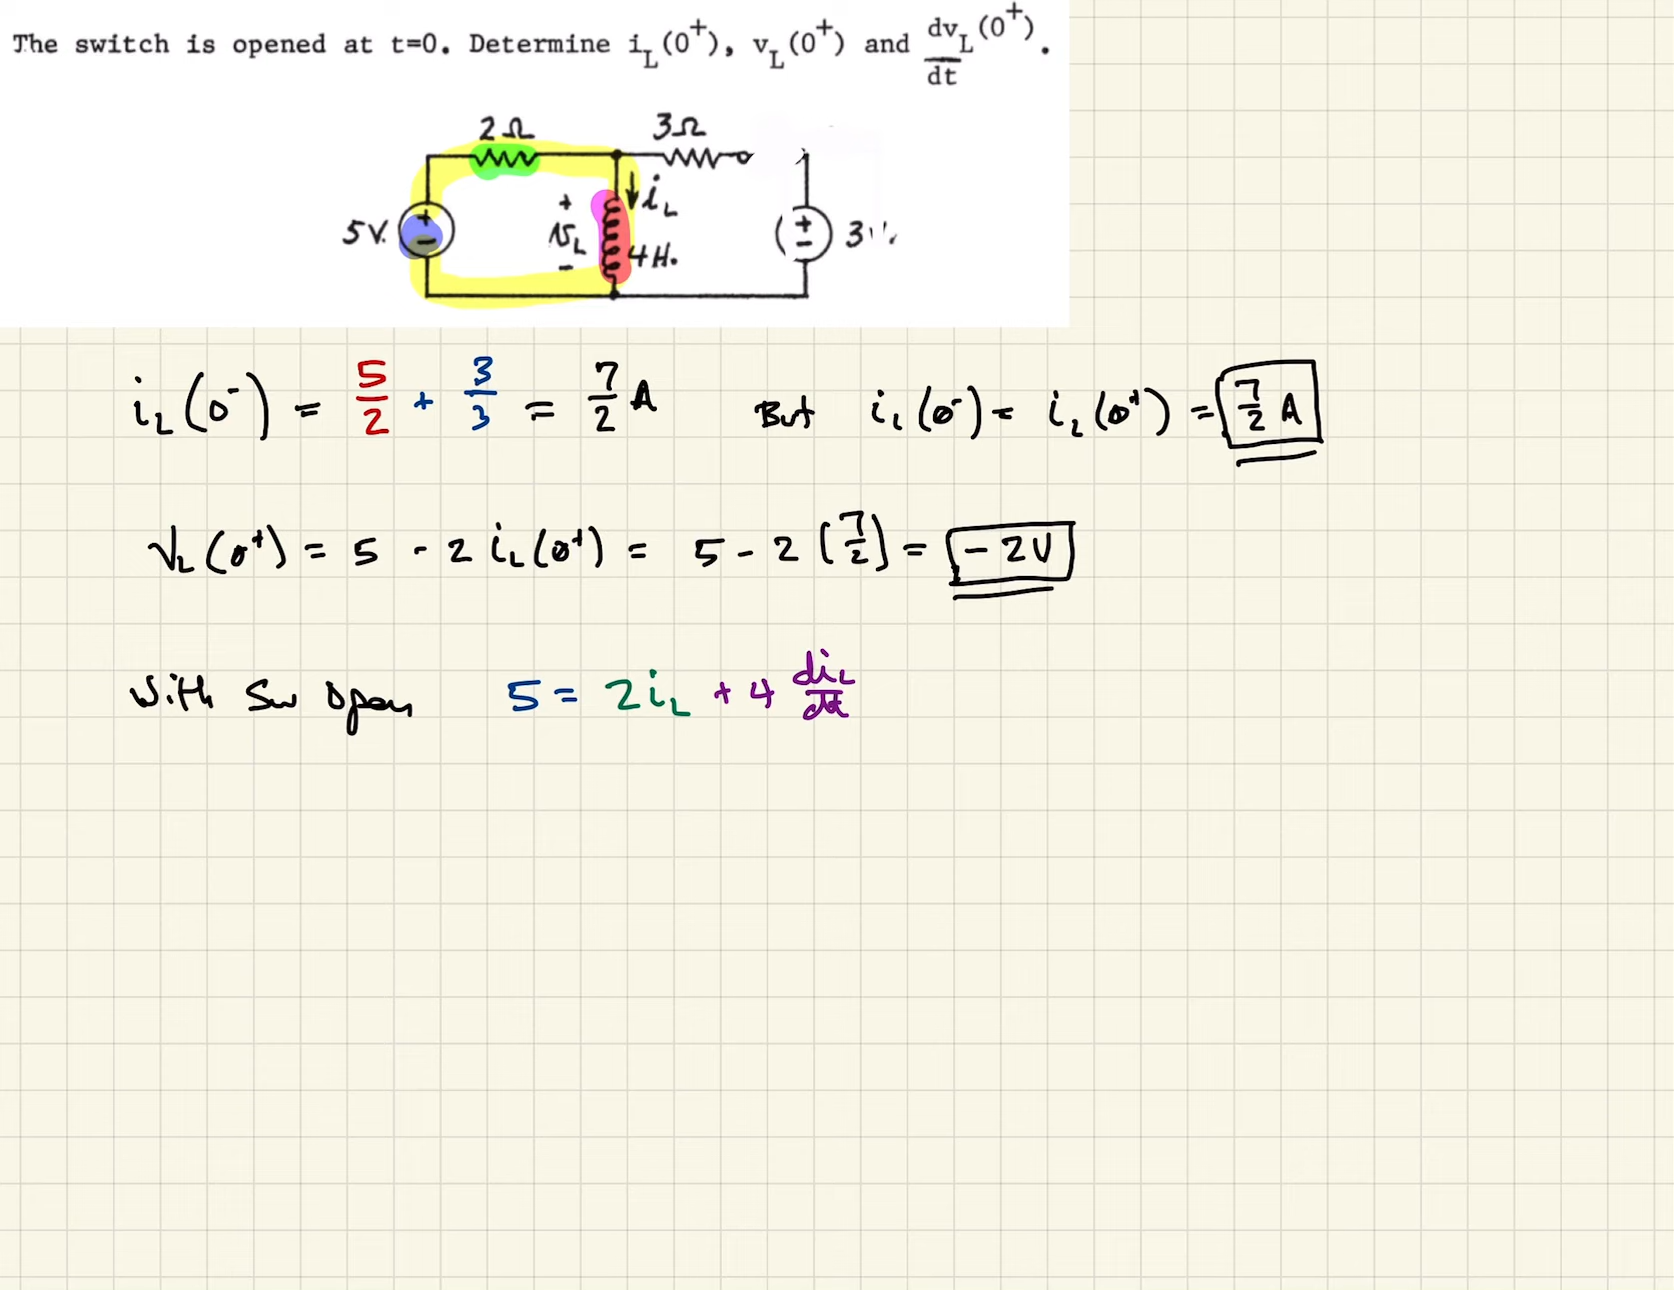 The switch is opened at t=0. Determine i_L(0⁺), v_L(0⁺) and dv_L(0⁺)/dt.
2Ω 3Ω
i_L
+
5V. + − v_L 4H. + − 3
−
i_L(0⁻) = 5/2 + 3/3 = 7/2 A But i_L(0⁻) = i_L(0⁺) = 7/2 A
V_L(0⁺) = 5 - 2 i_L(0⁺) = 5 - 2 (7/2) = -2V
With Sw Open 5 = 2i_L + 4 di_L/dt